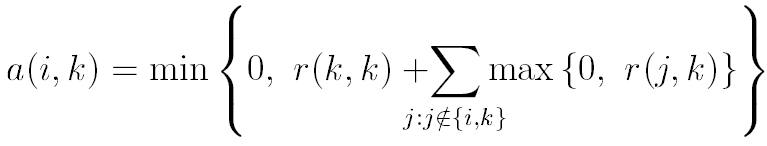 a(i, k) = min { 0, r(k, k) + ∑_{j:j∉{i,k}} max {0, r(j, k)} }